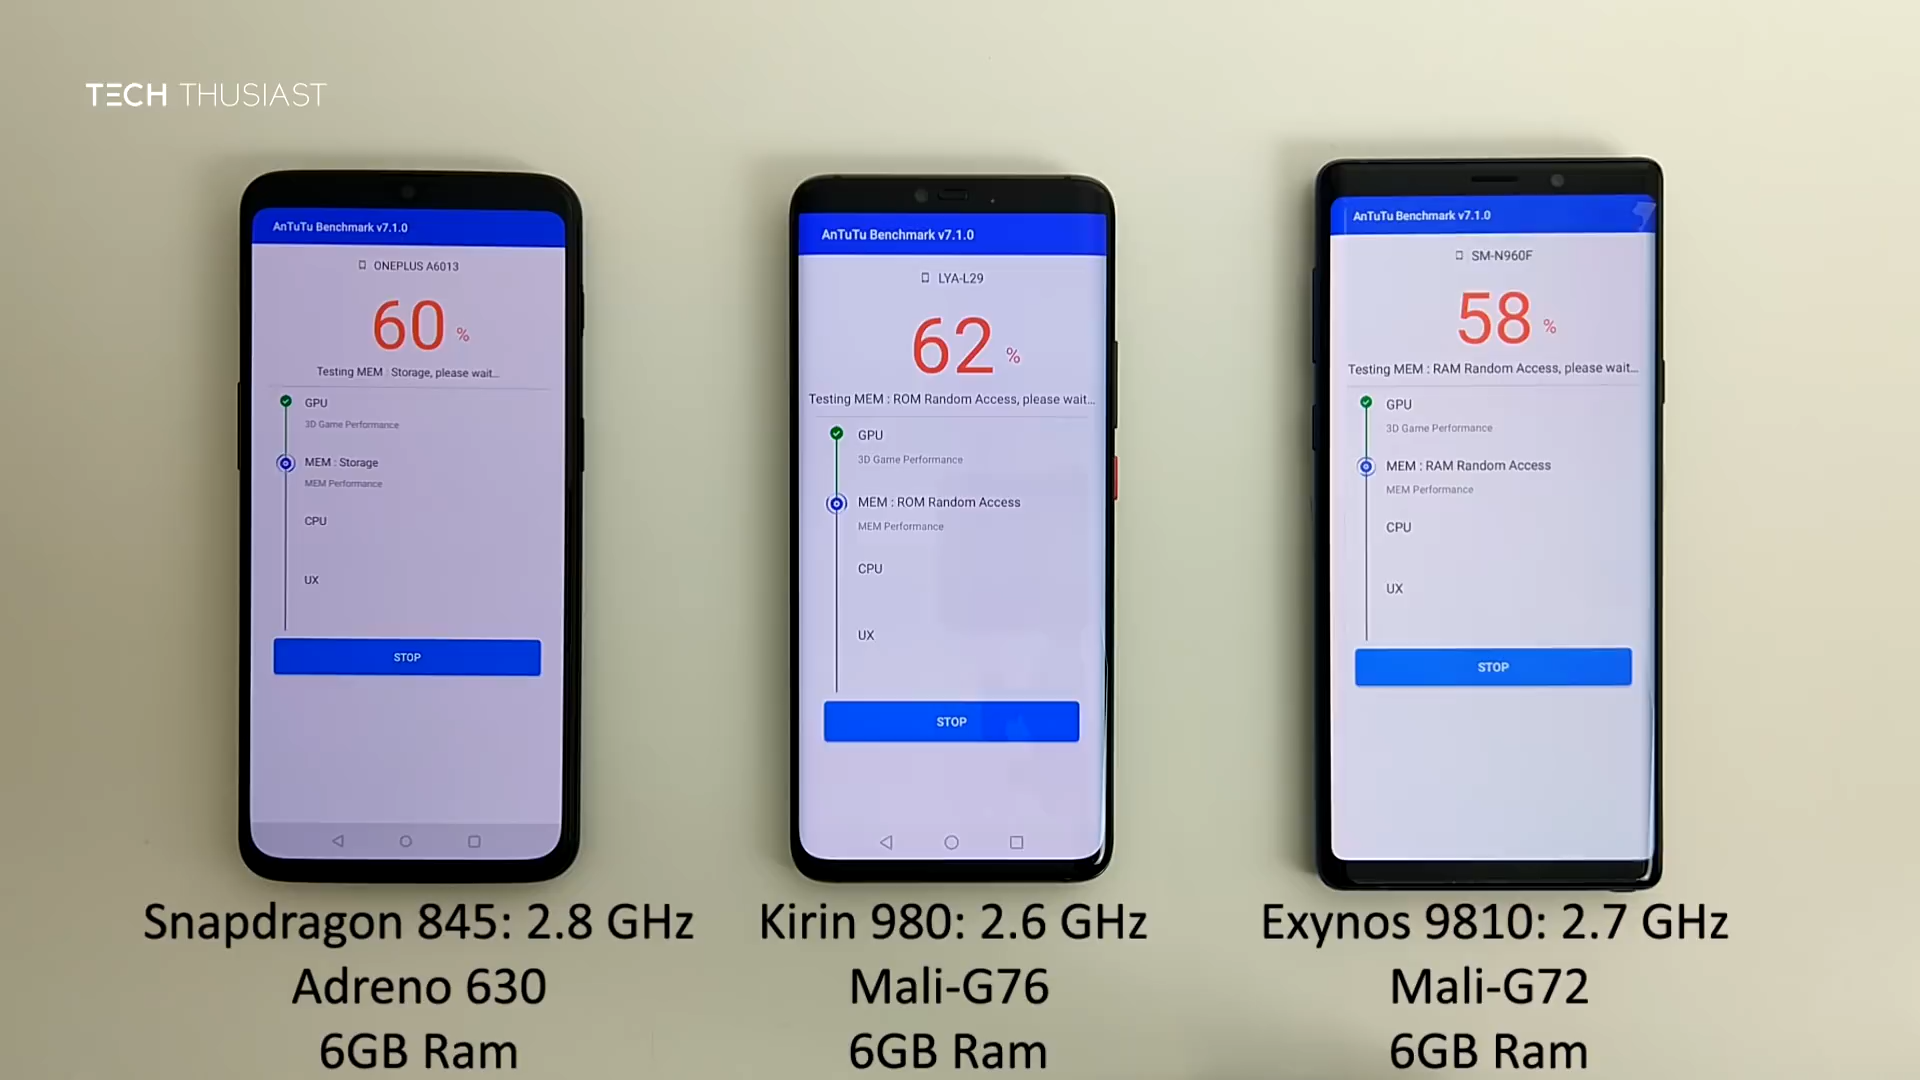 TECH THUSIAST
AnTuTu Benchmark v7.1.0
ONEPLUS A6013
60 %
Testing MEM : Storage, please wait...
GPU
3D Game Performance
MEM : Storage
MEM Performance
CPU
UX
STOP
AnTuTu Benchmark v7.1.0
LYA-L29
62 %
Testing MEM : ROM Random Access, please wait...
GPU
3D Game Performance
MEM : ROM Random Access
MEM Performance
CPU
UX
STOP
AnTuTu Benchmark v7.1.0
SM-N960F
58 %
Testing MEM : RAM Random Access, please wait...
GPU
3D Game Performance
MEM : RAM Random Access
MEM Performance
CPU
UX
STOP
Snapdragon 845: 2.8 GHz
Adreno 630
6GB Ram
Kirin 980: 2.6 GHz
Mali-G76
6GB Ram
Exynos 9810: 2.7 GHz
Mali-G72
6GB Ram